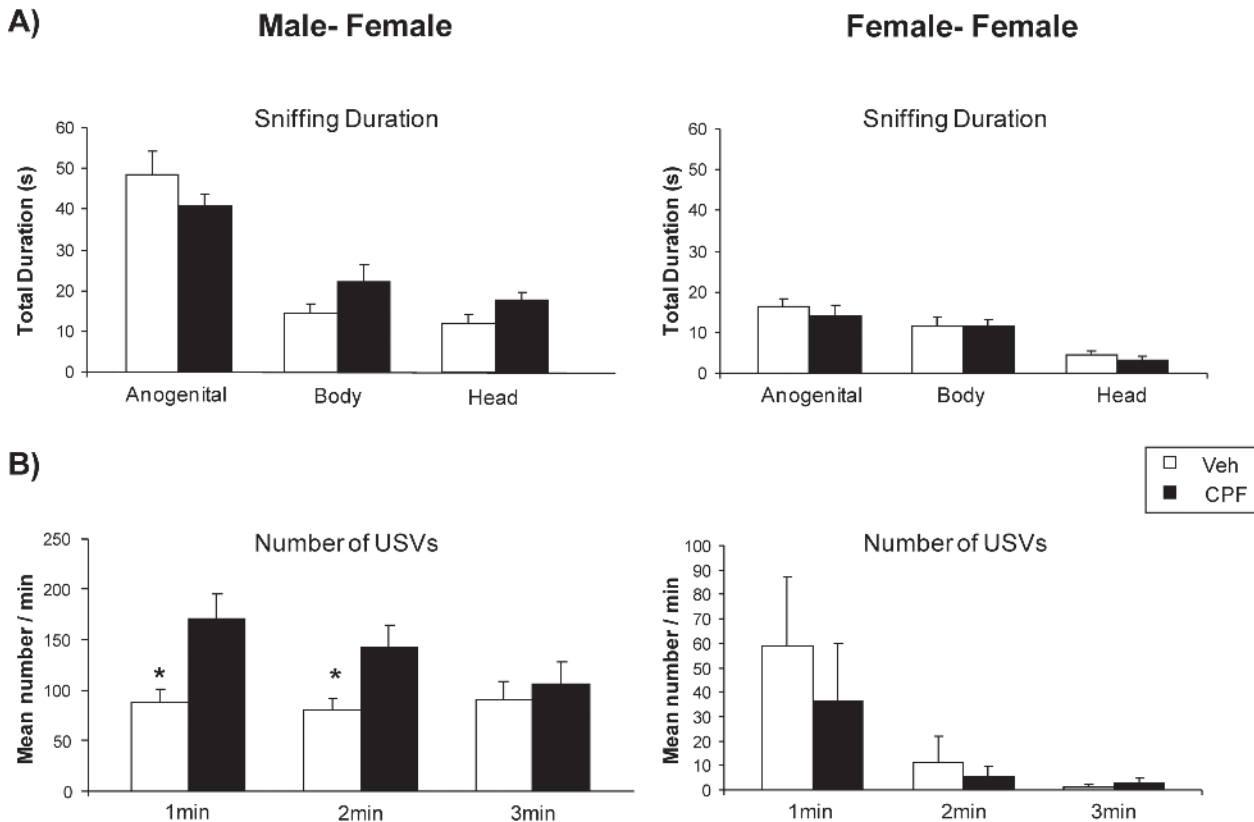 A)
Male- Female
Female- Female
Sniffing Duration
Total Duration (s)
60
50
40
30
20
10
0
Anogenital Body Head
Sniffing Duration
Total Duration (s)
60
50
40
30
20
10
0
Anogenital Body Head
B)
Veh
CPF
Number of USVs
Mean number / min
250
200
150
100
50
0
*
*
1min 2min 3min
Number of USVs
Mean number / min
100
90
80
70
60
50
40
30
20
10
0
1min 2min 3min